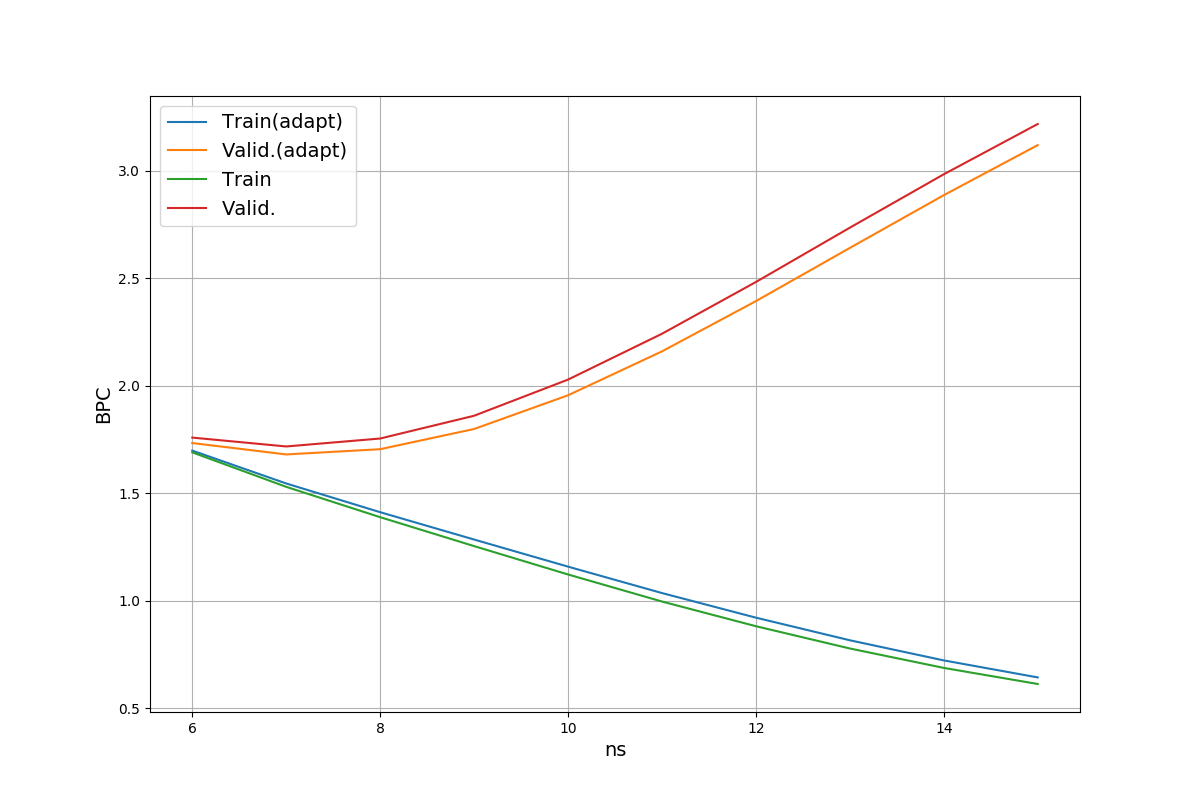 Train(adapt)
Valid.(adapt)
Train
Valid.
3.0
2.5
2.0
1.5
1.0
0.5
BPC
6 8 10 12 14
ns